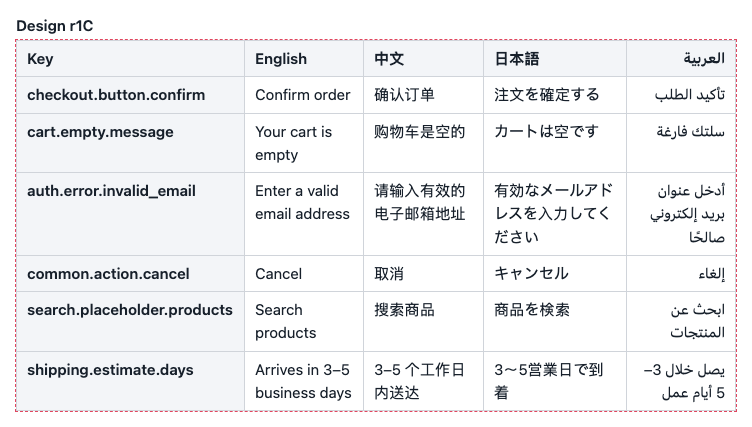 Design r1C
Key English 中文 日本語 العربية
checkout.button.confirm Confirm order 确认订单 注文を確定する تأكيد الطلب
cart.empty.message Your cart is 购物车是空的 カートは空です سلتك فارغة
empty
auth.error.invalid_email Enter a valid 请输入有效的 有効なメールアド أدخل عنوان
email address 电子邮箱地址 レスを入力してく بريد إلكتروني
ださい صالحًا
common.action.cancel Cancel 取消 キャンセル إلغاء
search.placeholder.products Search 搜索商品 商品を検索 ابحث عن
products المنتجات
shipping.estimate.days Arrives in 3–5 3–5 个工作日 3〜5営業日で到 يصل خلال 3–
business days 内送达 着 5 أيام عمل